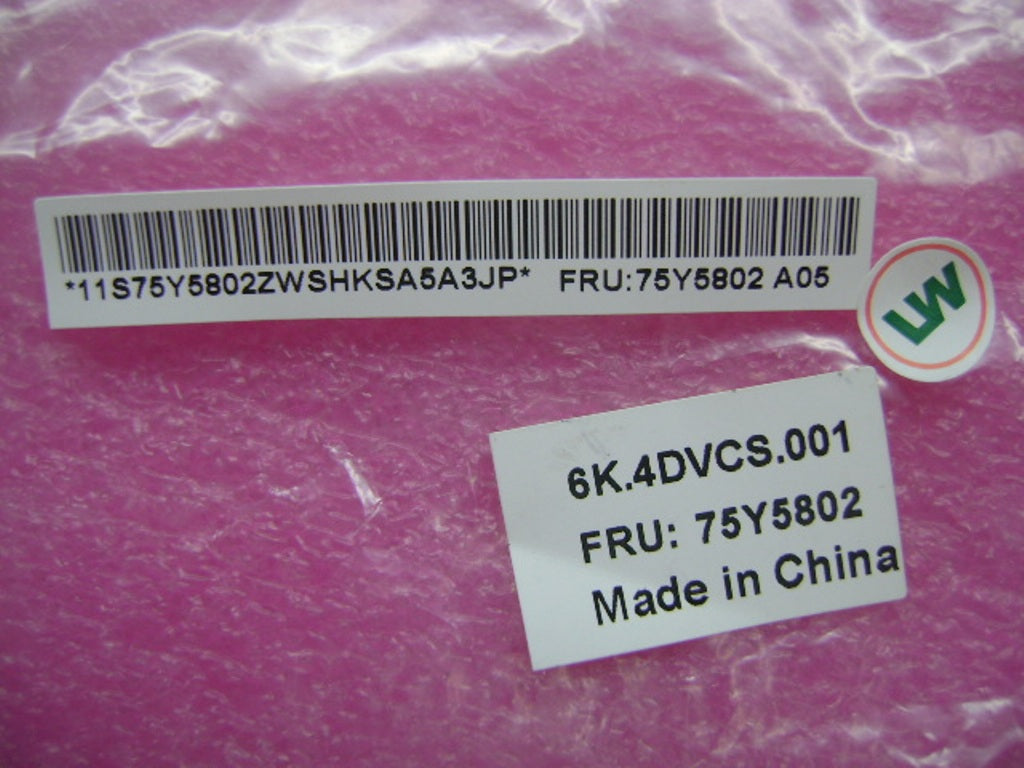 *11S75Y5802ZWSHKSA5A3JP* FRU:75Y5802 A05
LW
6K.4DVCS.001
FRU: 75Y5802
Made in China